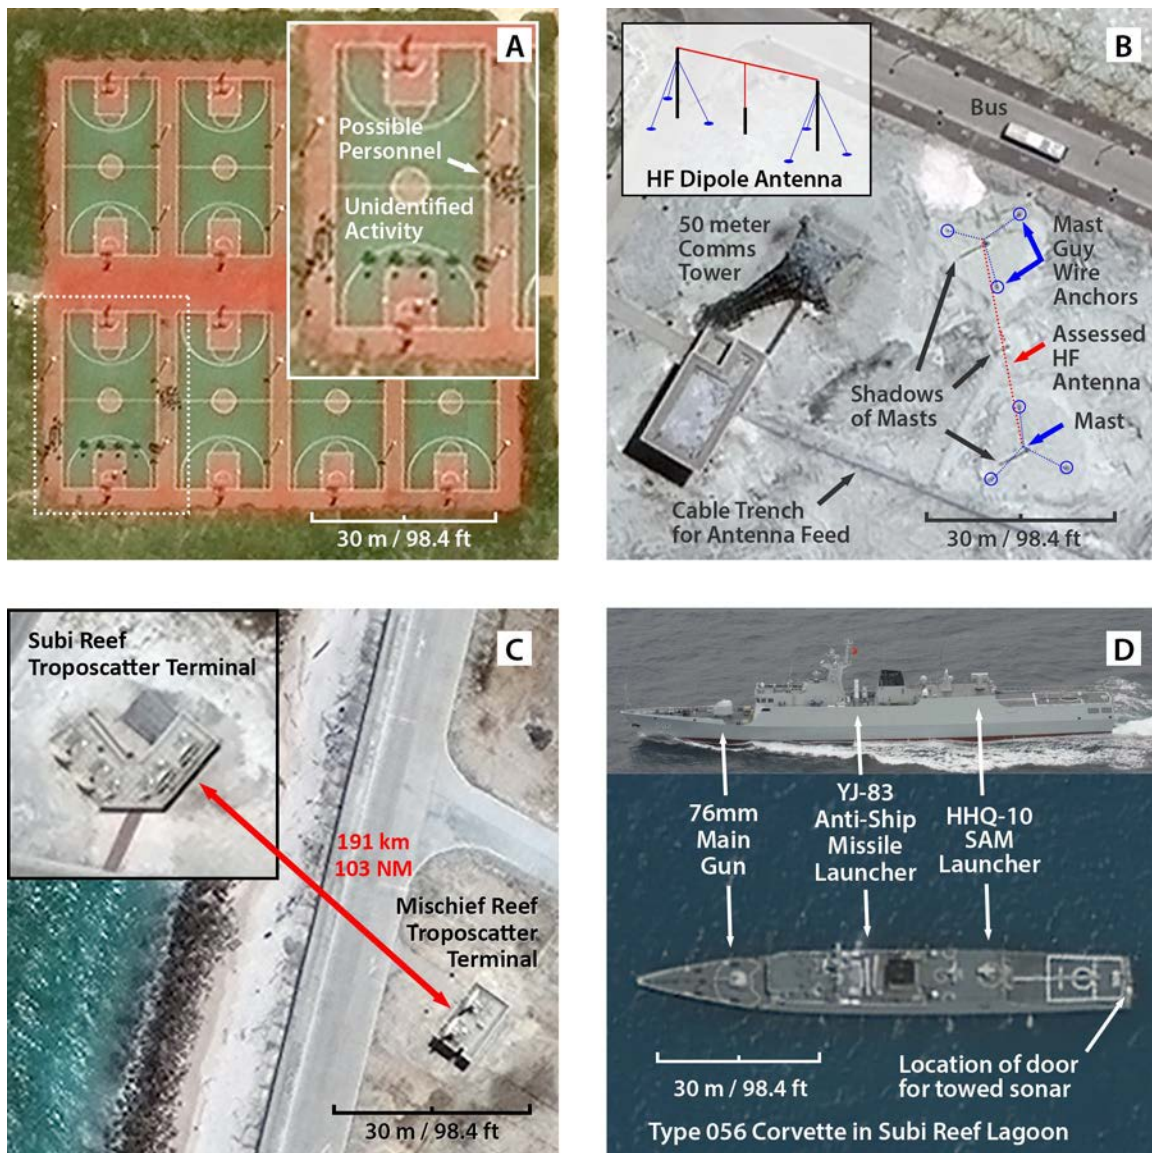 A
Possible
Personnel
Unidentified
Activity
30 m / 98.4 ft
B
HF Dipole Antenna
Bus
50 meter
Comms
Tower
Mast
Guy
Wire
Anchors
Assessed
HF
Antenna
Shadows
of Masts
Mast
Cable Trench
for Antenna Feed
30 m / 98.4 ft
C
Subi Reef
Troposcatter Terminal
191 km
103 NM
Mischief Reef
Troposcatter
Terminal
30 m / 98.4 ft
D
76mm
Main
Gun
YJ-83
Anti-Ship
Missile
Launcher
HHQ-10
SAM
Launcher
30 m / 98.4 ft
Location of door
for towed sonar
Type 056 Corvette in Subi Reef Lagoon